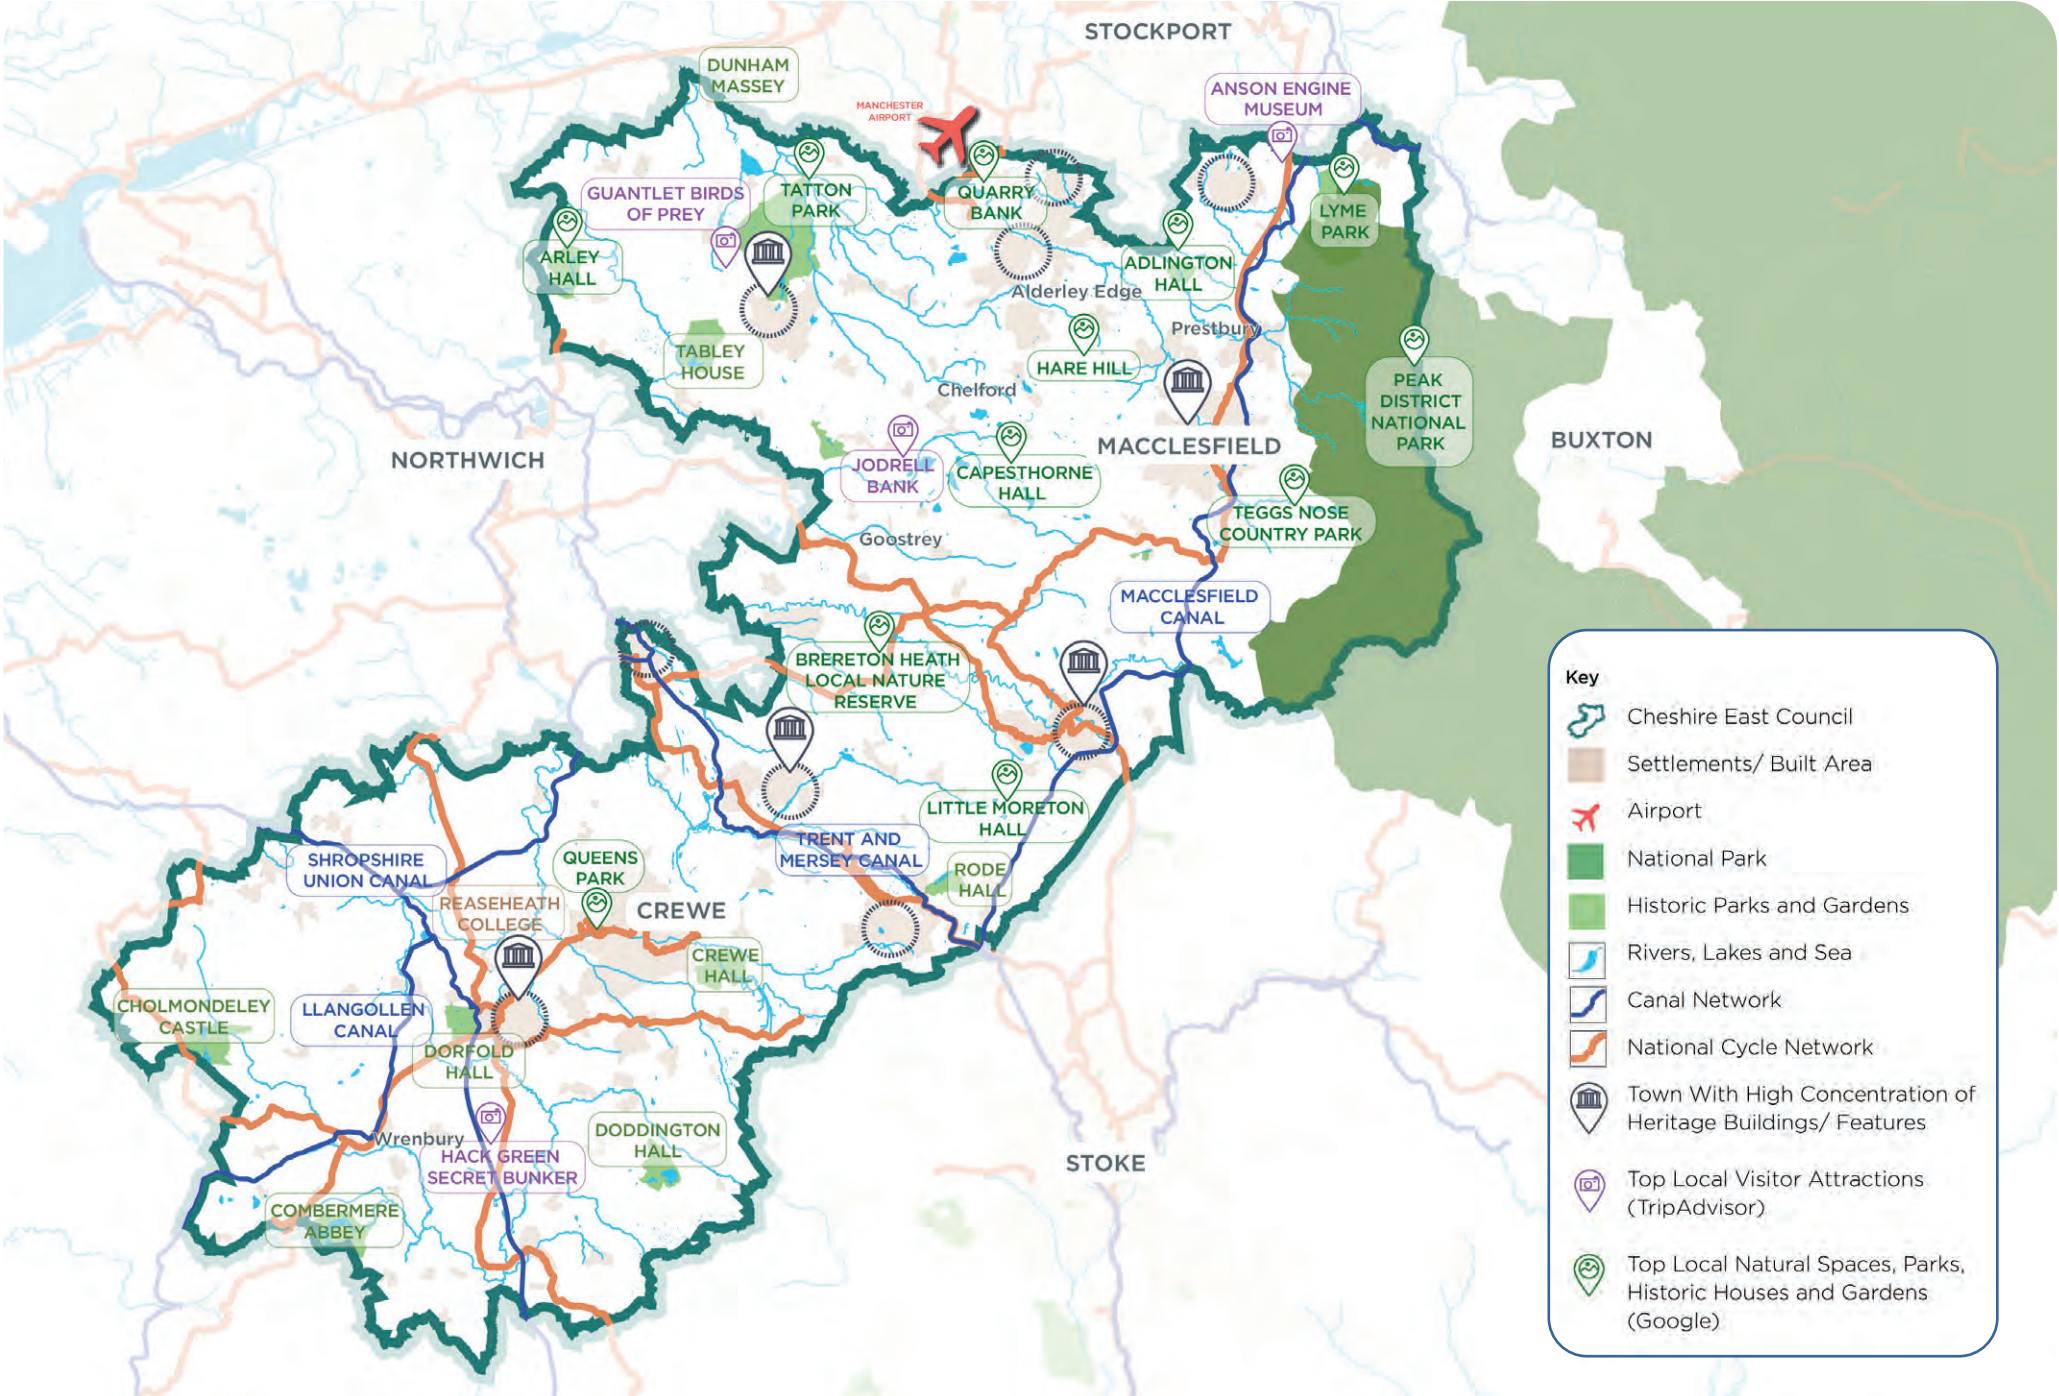 STOCKPORT
DUNHAM
MASSEY
ANSON ENGINE
MUSEUM
MANCHESTER
AIRPORT
GUANTLET BIRDS
OF PREY
TATTON
PARK
QUARRY
BANK
LYME
PARK
ARLEY
HALL
ADLINGTON
HALL
Alderley Edge
Prestbury
TABLEY
HOUSE
HARE HILL
Chelford
PEAK
DISTRICT
NATIONAL
PARK
BUXTON
NORTHWICH
MACCLESFIELD
JODRELL
BANK
CAPESTHORNE
HALL
TEGGS NOSE
COUNTRY PARK
Goostrey
MACCLESFIELD
CANAL
BRERETON HEATH
LOCAL NATURE
RESERVE
LITTLE MORETON
HALL
TRENT AND
MERSEY CANAL
SHROPSHIRE
UNION CANAL
QUEENS
PARK
RODE
HALL
REASEHEATH
COLLEGE
CREWE
CREWE
HALL
CHOLMONDELEY
CASTLE
LLANGOLLEN
CANAL
DORFOLD
HALL
Wrenbury
HACK GREEN
SECRET BUNKER
DODDINGTON
HALL
STOKE
COMBERMERE
ABBEY
Key
Cheshire East Council
Settlements/ Built Area
Airport
National Park
Historic Parks and Gardens
Rivers, Lakes and Sea
Canal Network
National Cycle Network
Town With High Concentration of
Heritage Buildings/ Features
Top Local Visitor Attractions
(TripAdvisor)
Top Local Natural Spaces, Parks,
Historic Houses and Gardens
(Google)